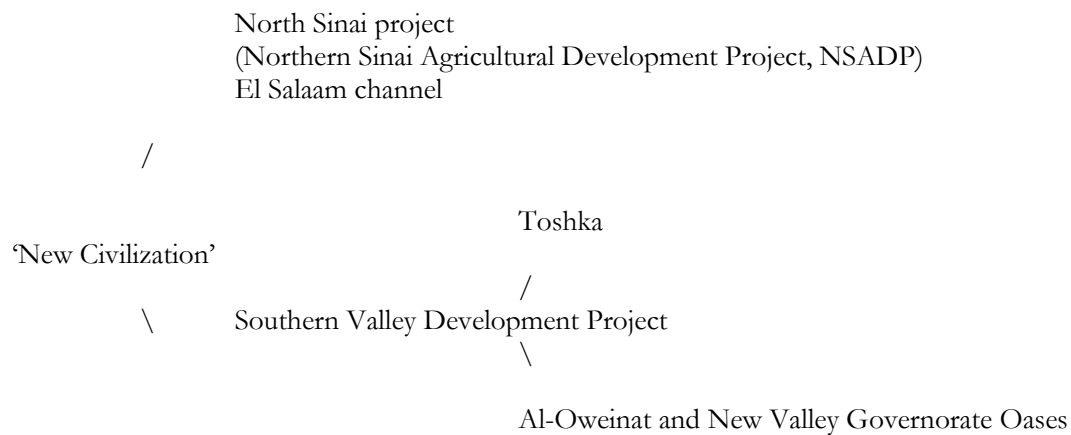 North Sinai project
(Northern Sinai Agricultural Development Project, NSADP)
El Salaam channel
/
Toshka
‘New Civilization’
/
\ Southern Valley Development Project
\
Al-Oweinat and New Valley Governorate Oases